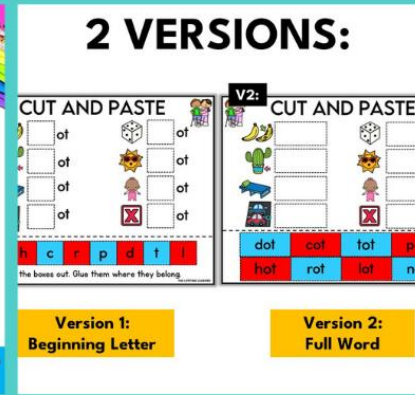 2 VERSIONS:
CUT AND PASTE
ot
ot
ot
ot
ot
ot
ot
ot
h c r p d t l
the boxes out. Glue them where they belong.
V2:
CUT AND PASTE
dot cot tot p
hot rot lot n
Version 1:
Beginning Letter
Version 2:
Full Word